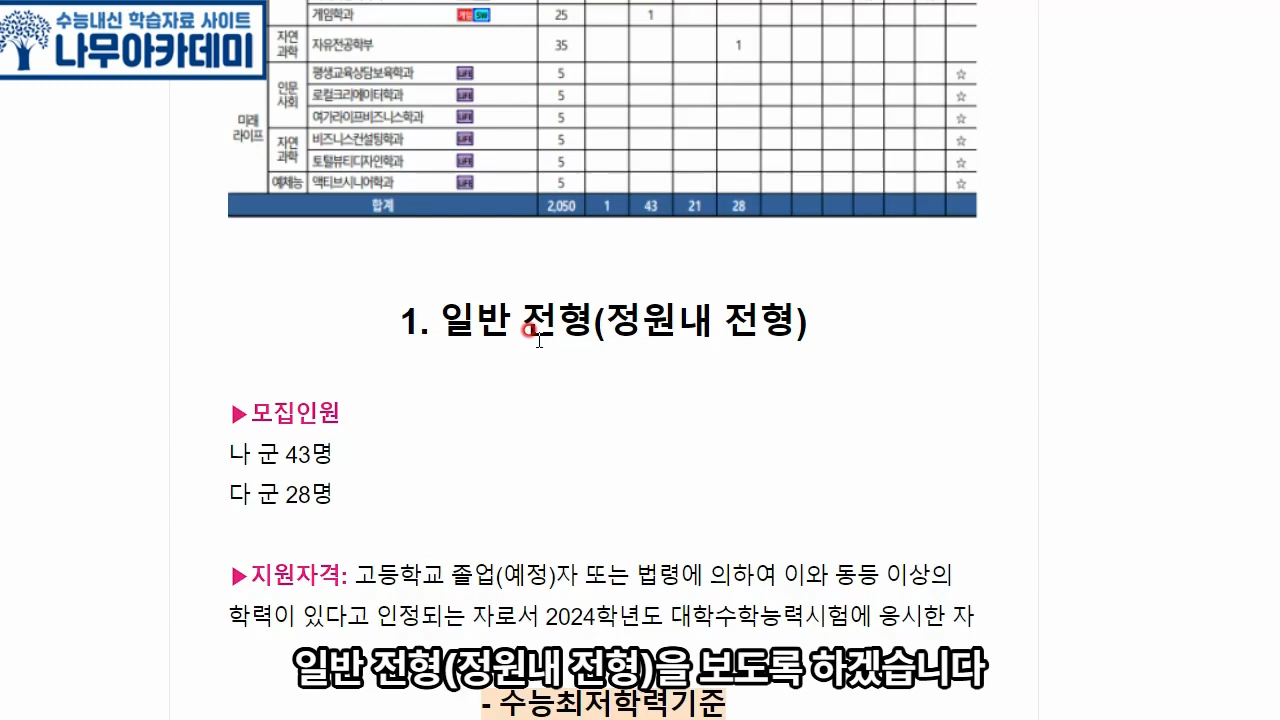 수능내신 학습자료 사이트
나무아카데미
게임학과 게임 SW 25 1
자연
과학
자유전공학부 35 1
미래
라이프
인문
사회
평생교육상담보육학과 LiFE 5 ☆
로컬크리에이터학과 LiFE 5 ☆
여가라이프비즈니스학과 LiFE 5 ☆
자연
과학
비즈니스컨설팅학과 LiFE 5 ☆
토털뷰티디자인학과 LiFE 5 ☆
예체능 액티브시니어학과 LiFE 5 ☆
합계 2,050 1 43 21 28
1. 일반 전형(정원내 전형)
▶모집인원
나 군 43명
다 군 28명
▶지원자격: 고등학교 졸업(예정)자 또는 법령에 의하여 이와 동등 이상의
학력이 있다고 인정되는 자로서 2024학년도 대학수학능력시험에 응시한 자
일반 전형(정원내 전형)을 보도록 하겠습니다
- 수능최저학력기준